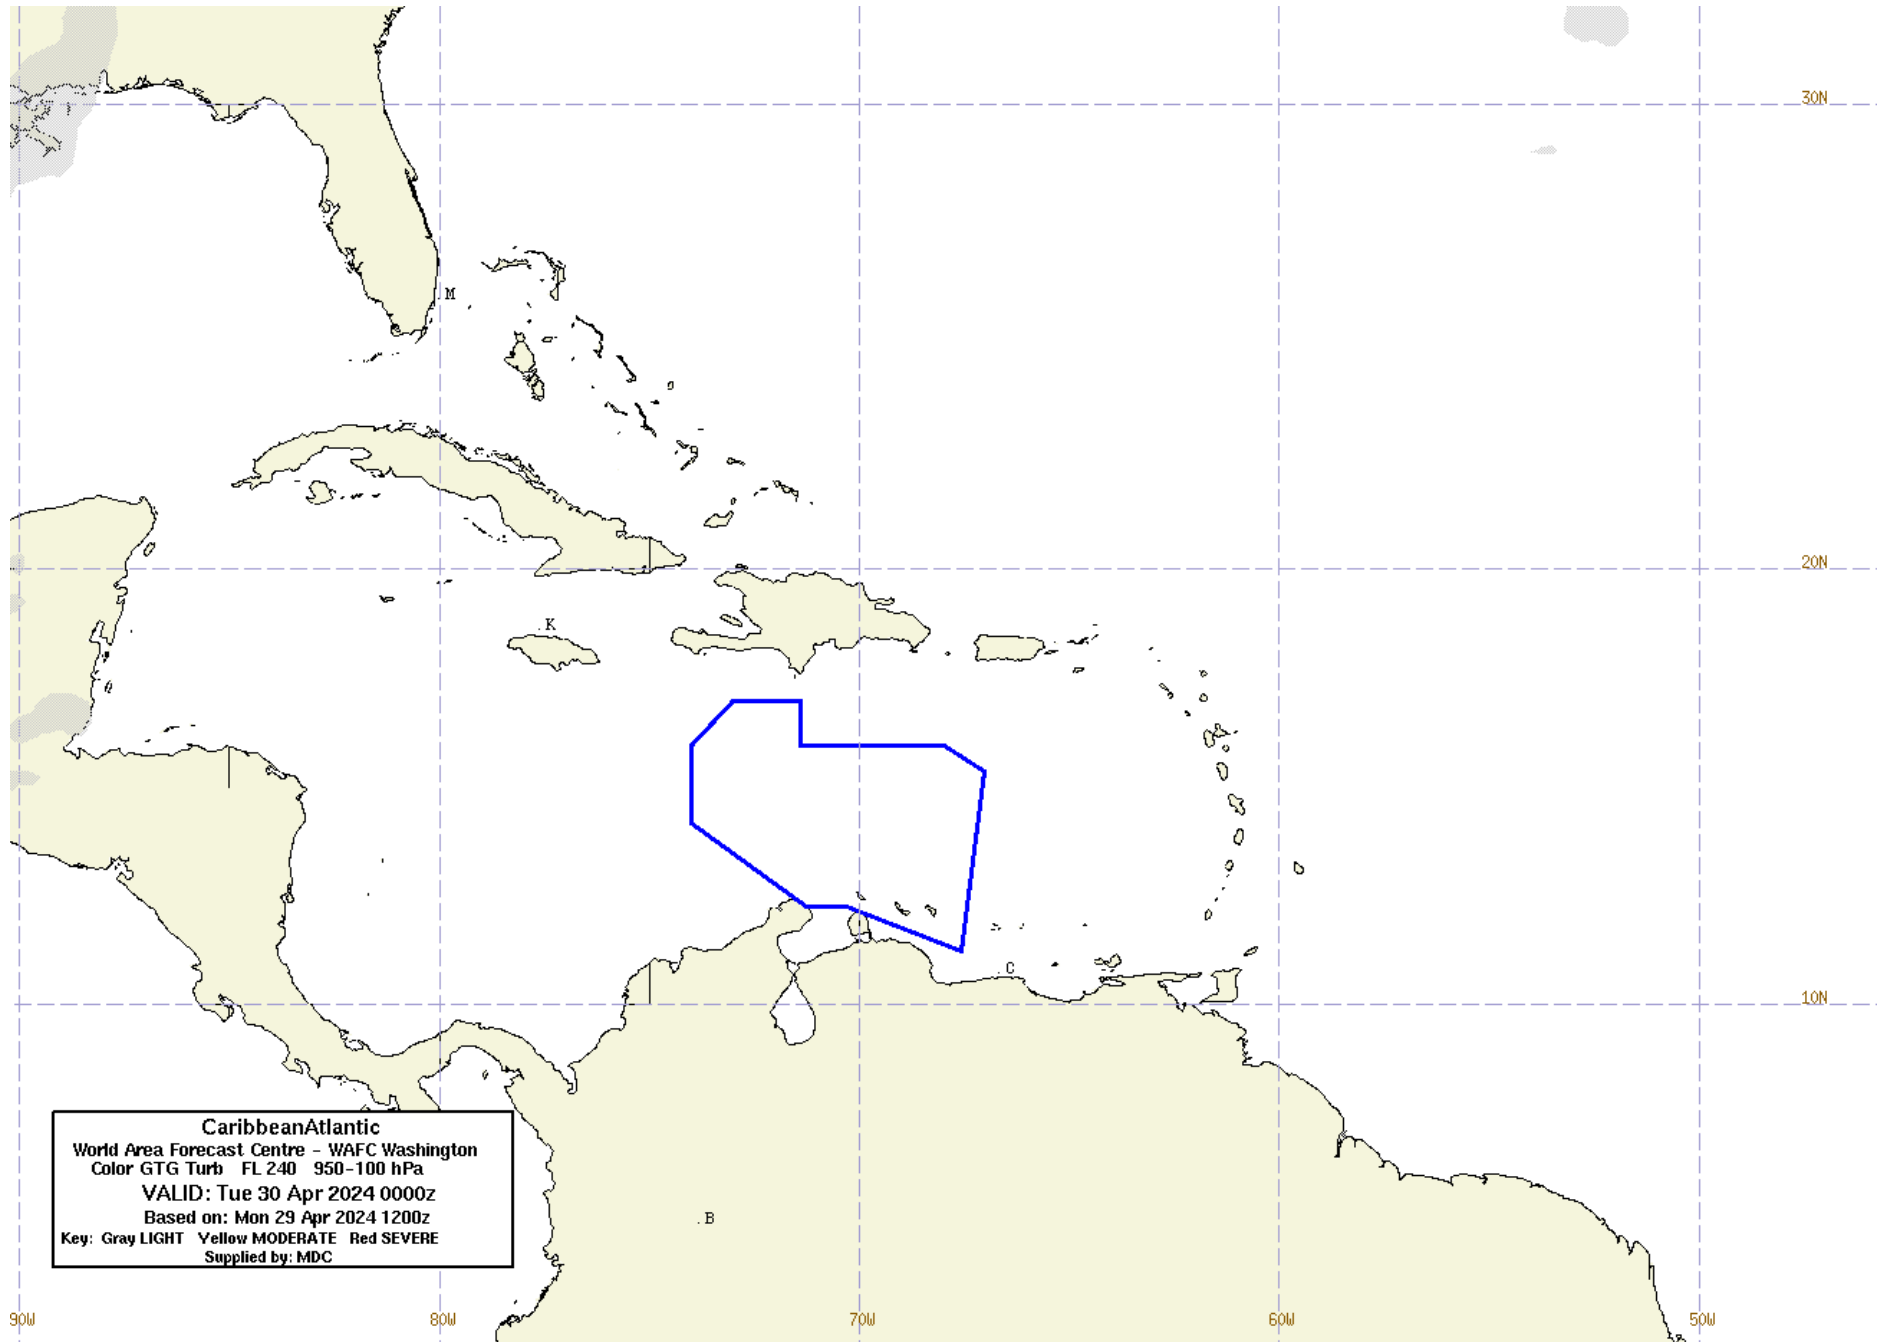 30N
.M
20N
.K
.C
10N
CaribbeanAtlantic
World Area Forecast Centre - WAFC Washington
Color GTG Turb FL 240 950-100 hPa
VALID: Tue 30 Apr 2024 0000z
Based on: Mon 29 Apr 2024 1200z
Key: Gray LIGHT Yellow MODERATE Red SEVERE
Supplied by: MDC
.B
90W 80W 70W 60W 50W